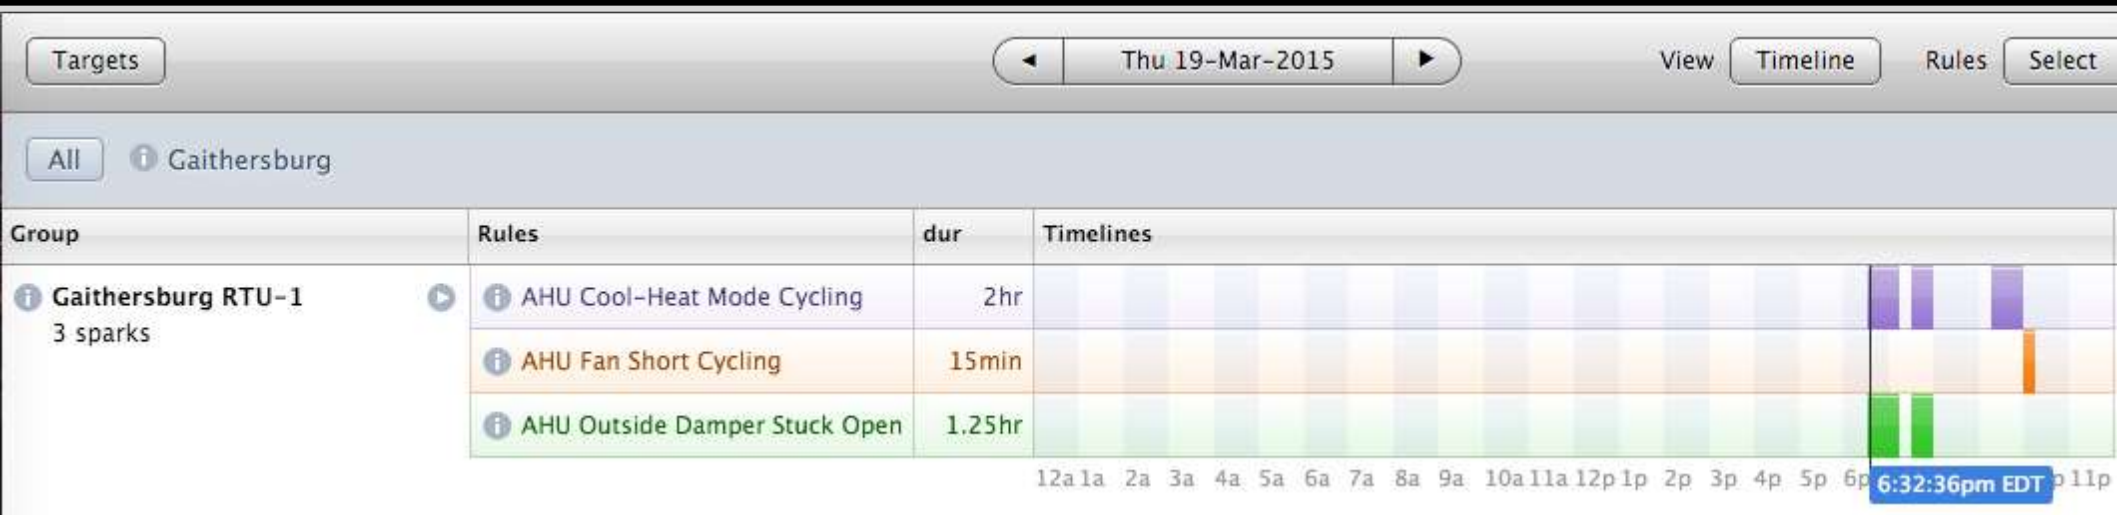 Targets
◄ Thu 19-Mar-2015 ►
View Timeline Rules Select
All Gaithersburg
Group Rules dur Timelines
Gaithersburg RTU-1 AHU Cool-Heat Mode Cycling 2hr
3 sparks
AHU Fan Short Cycling 15min
AHU Outside Damper Stuck Open 1.25hr
12a 1a 2a 3a 4a 5a 6a 7a 8a 9a 10a 11a 12p 1p 2p 3p 4p 5p 6p 6:32:36pm EDT p 11p